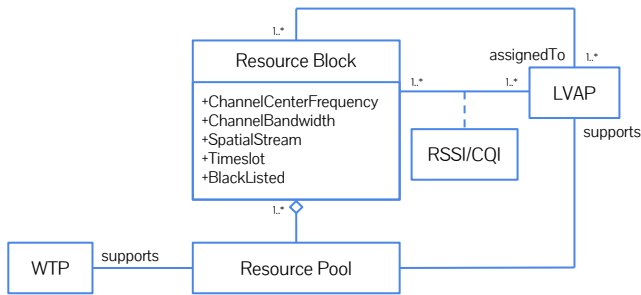 1..*
Resource Block
assignedTo
1..*
1..*
1..*
LVAP
+ChannelCenterFrequency
+ChannelBandwidth
+SpatialStream
+Timeslot
+BlackListed
supports
RSSI/CQI
1..*
WTP
supports
Resource Pool